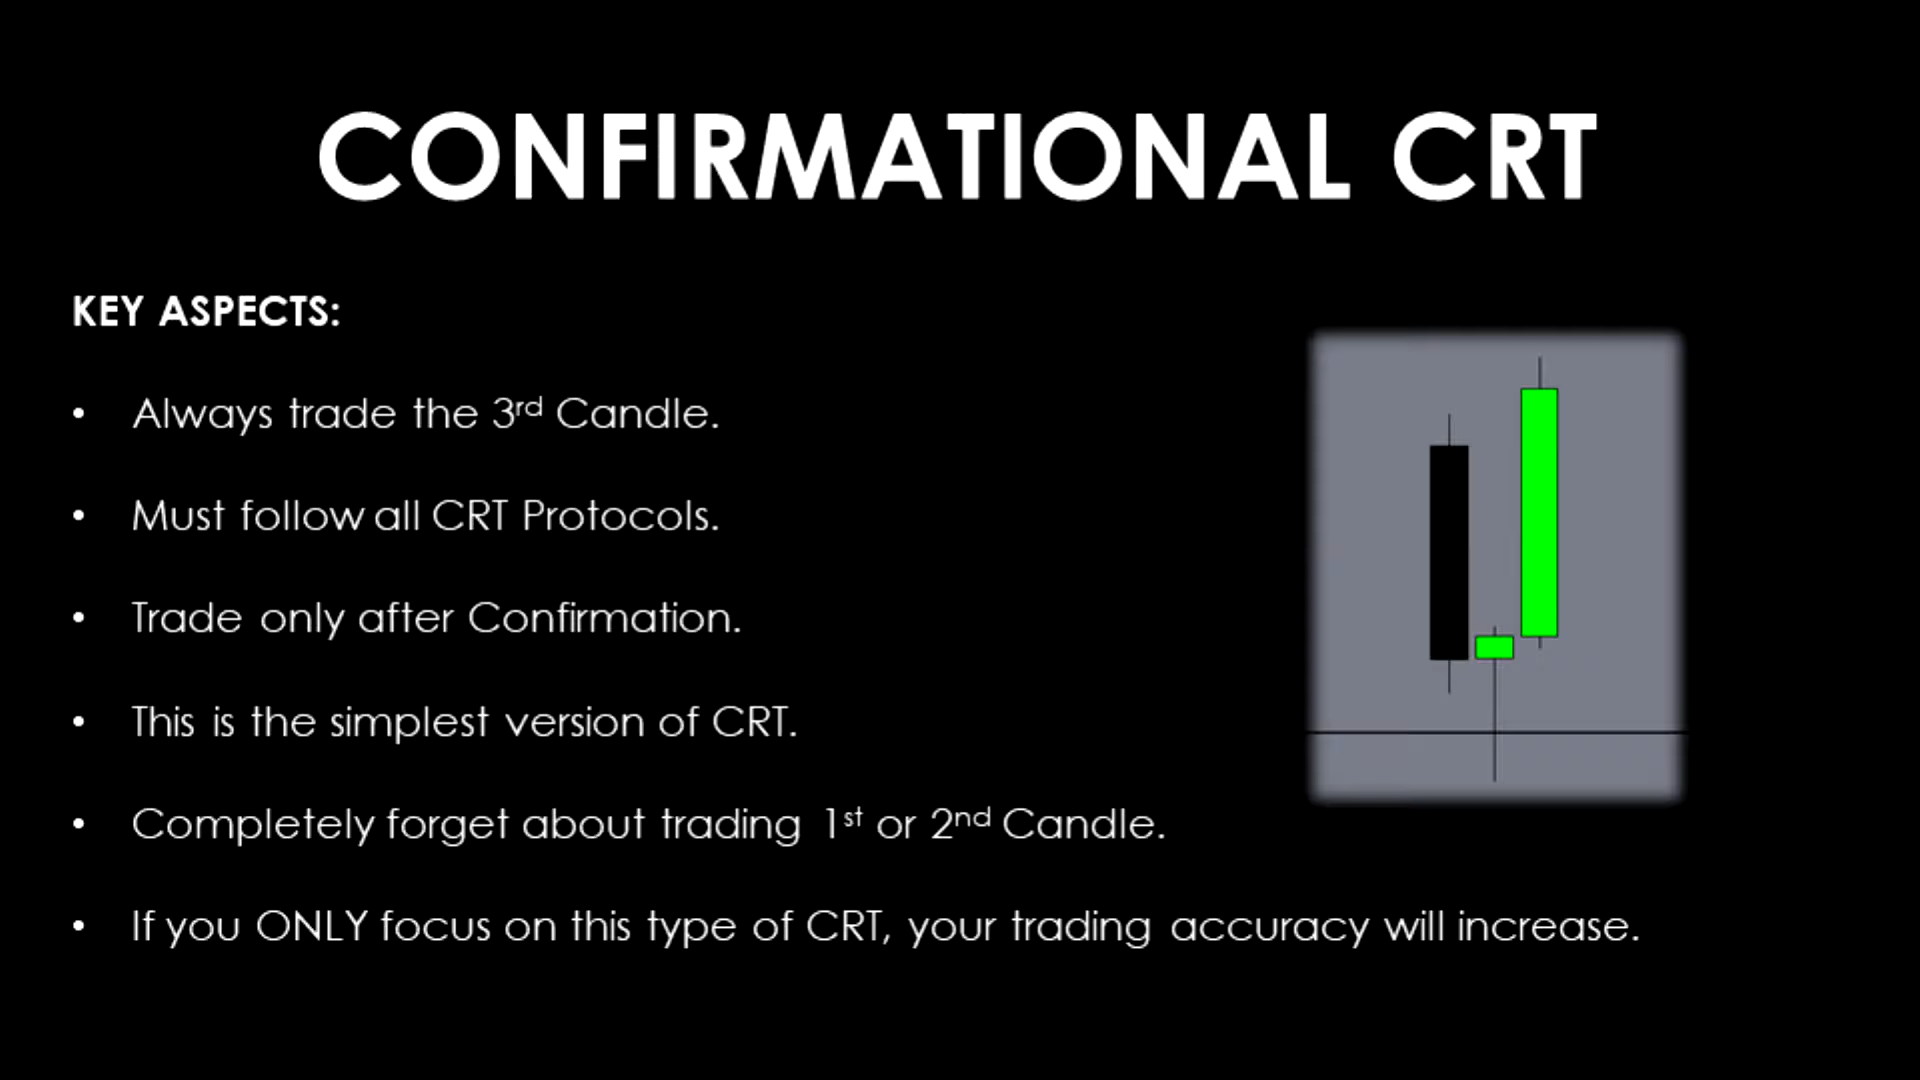 CONFIRMATIONAL CRT
KEY ASPECTS:
• Always trade the 3rd Candle.
• Must follow all CRT Protocols.
• Trade only after Confirmation.
• This is the simplest version of CRT.
• Completely forget about trading 1st or 2nd Candle.
• If you ONLY focus on this type of CRT, your trading accuracy will increase.